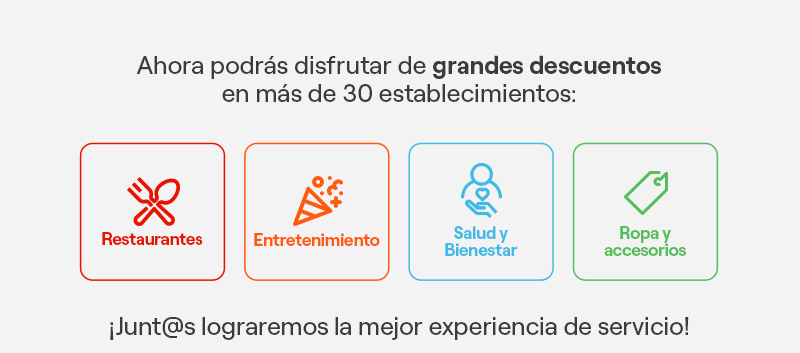 Ahora podrás disfrutar de grandes descuentos
en más de 30 establecimientos:
Restaurantes
Entretenimiento
Salud y
Bienestar
Ropa y
accesorios
¡Junt@s lograremos la mejor experiencia de servicio!